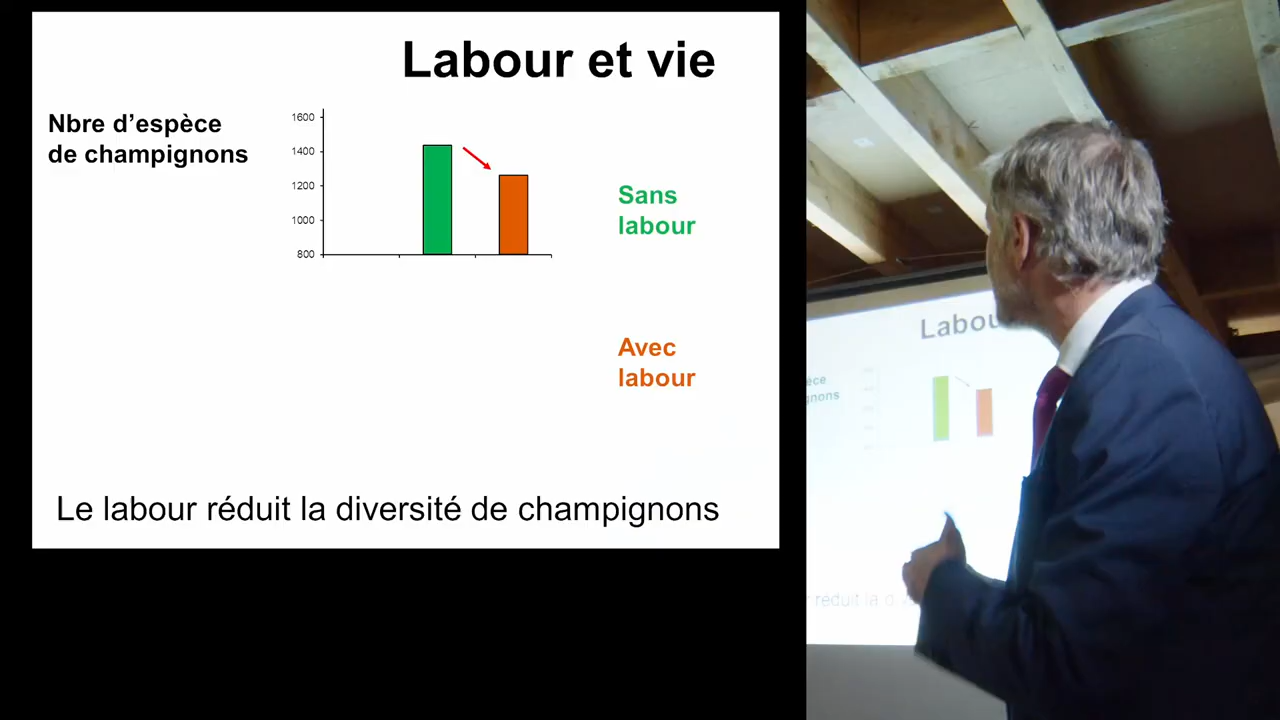 Labour et vie
Nbre d'espèce
de champignons
1600
1400
1200
1000
800
Sans
labour
Avec
labour
Le labour réduit la diversité de champignons
Labou
gnons
réduit la